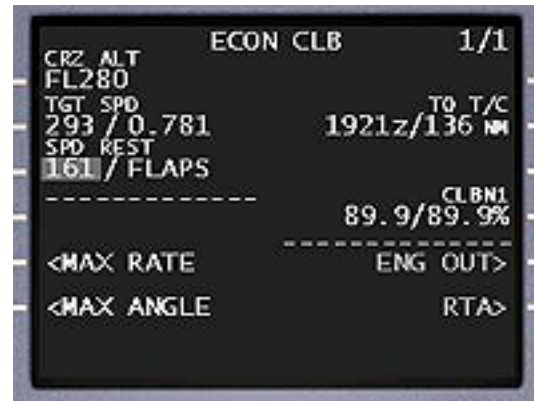 ECON CLB 1/1
CRZ ALT
FL280
TGT SPD TO T/C
293/0.781 1921z/136 NM
SPD REST
161/FLAPS
------------- CLBN1
89.9/89.9%
--------------
<MAX RATE ENG OUT>
<MAX ANGLE RTA>